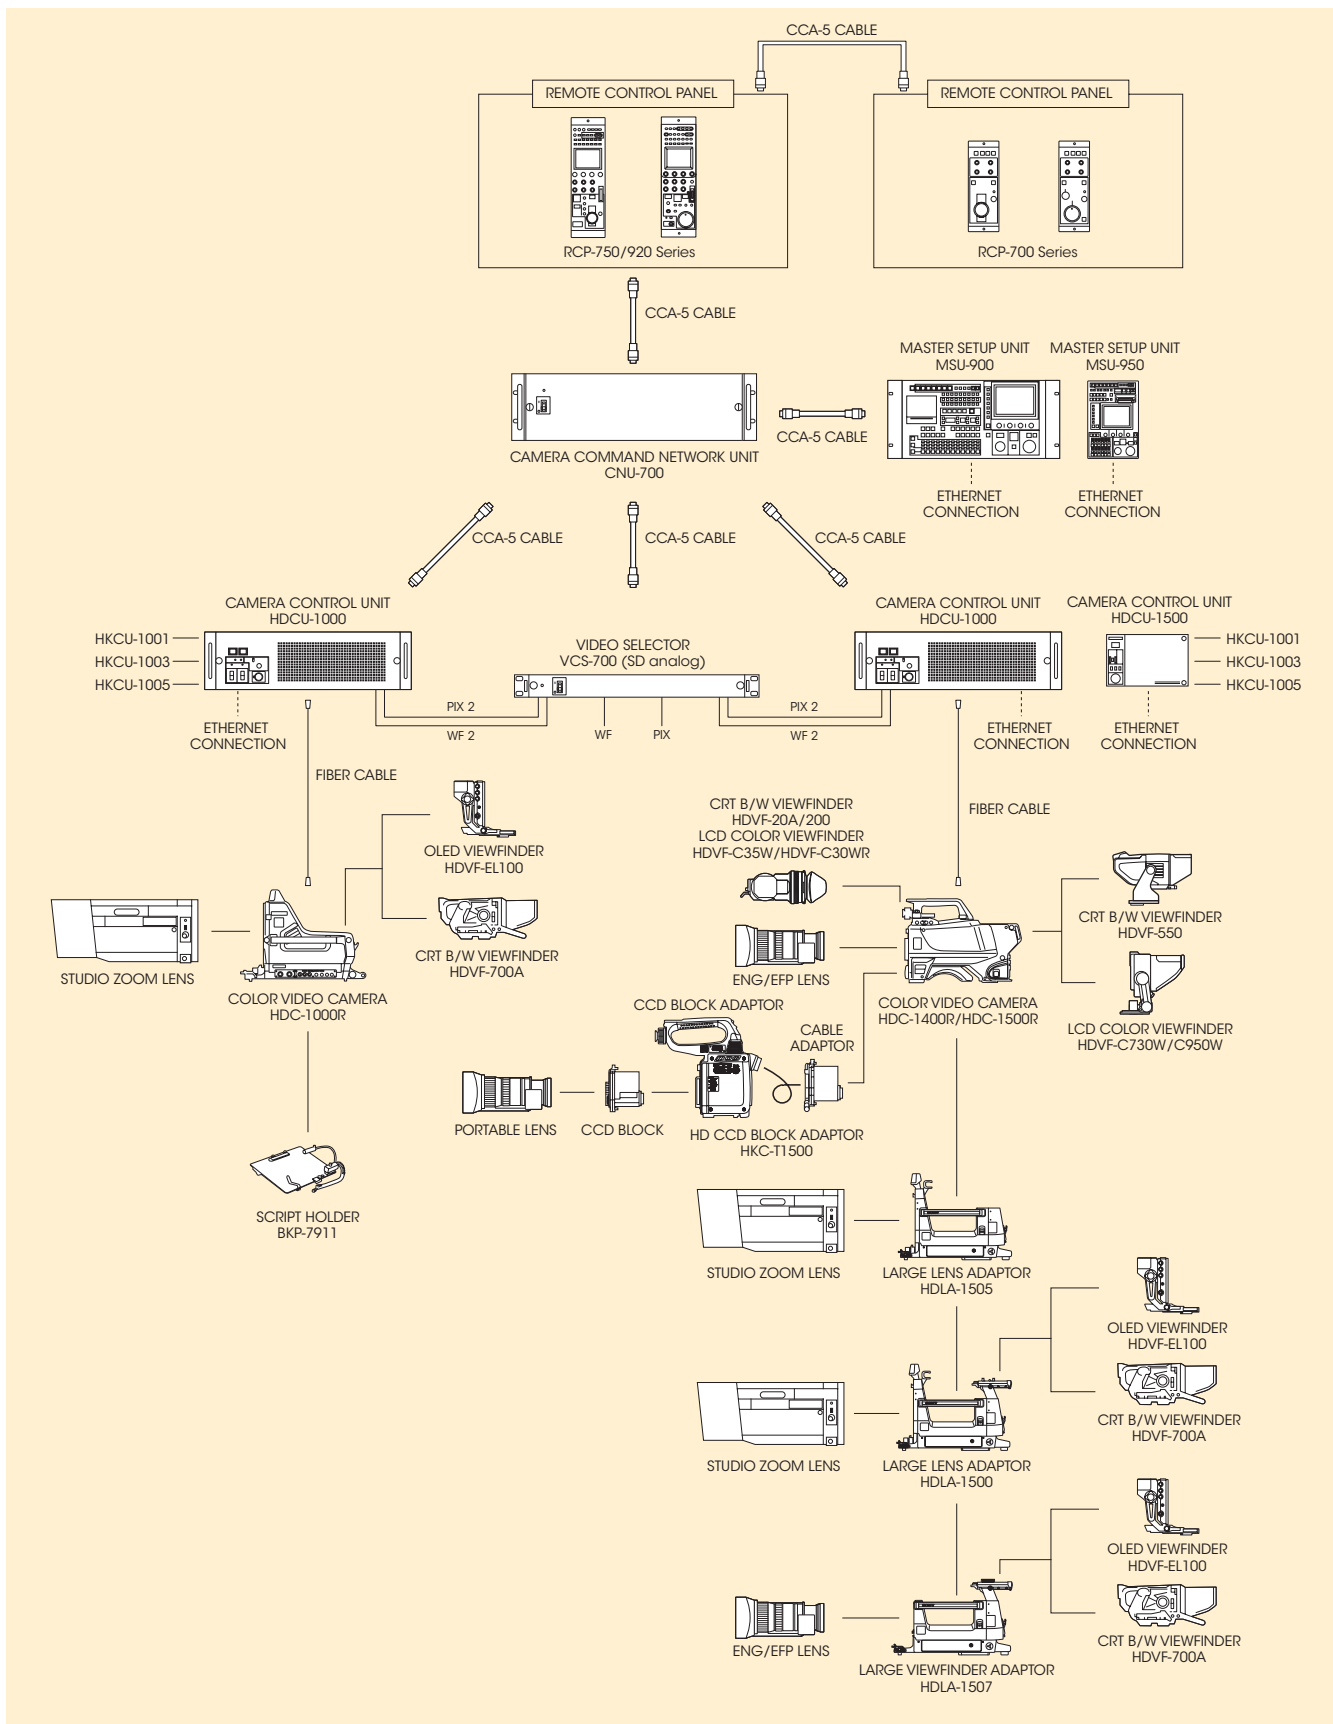 CCA-5 CABLE
REMOTE CONTROL PANEL
REMOTE CONTROL PANEL
RCP-750/920 Series
RCP-700 Series
CCA-5 CABLE
MASTER SETUP UNIT
MSU-900
MASTER SETUP UNIT
MSU-950
CCA-5 CABLE
CAMERA COMMAND NETWORK UNIT
CNU-700
ETHERNET
CONNECTION
ETHERNET
CONNECTION
CCA-5 CABLE
CCA-5 CABLE
CCA-5 CABLE
CAMERA CONTROL UNIT
HDCU-1000
CAMERA CONTROL UNIT
HDCU-1000
CAMERA CONTROL UNIT
HDCU-1500
HKCU-1001
HKCU-1003
HKCU-1005
VIDEO SELECTOR
VCS-700 (SD analog)
HKCU-1001
HKCU-1003
HKCU-1005
ETHERNET
CONNECTION
PIX 2
WF 2
WF
PIX
PIX 2
WF 2
ETHERNET
CONNECTION
ETHERNET
CONNECTION
FIBER CABLE
FIBER CABLE
OLED VIEWFINDER
HDVF-EL100
CRT B/W VIEWFINDER
HDVF-20A/200
LCD COLOR VIEWFINDER
HDVF-C35W/HDVF-C30WR
CRT B/W VIEWFINDER
HDVF-550
STUDIO ZOOM LENS
CRT B/W VIEWFINDER
HDVF-700A
COLOR VIDEO CAMERA
HDC-1000R
ENG/EFP LENS
COLOR VIDEO CAMERA
HDC-1400R/HDC-1500R
LCD COLOR VIEWFINDER
HDVF-C730W/C950W
CCD BLOCK ADAPTOR
CABLE
ADAPTOR
PORTABLE LENS
CCD BLOCK
HD CCD BLOCK ADAPTOR
HKC-T1500
SCRIPT HOLDER
BKP-7911
STUDIO ZOOM LENS
LARGE LENS ADAPTOR
HDLA-1505
OLED VIEWFINDER
HDVF-EL100
CRT B/W VIEWFINDER
HDVF-700A
STUDIO ZOOM LENS
LARGE LENS ADAPTOR
HDLA-1500
OLED VIEWFINDER
HDVF-EL100
CRT B/W VIEWFINDER
HDVF-700A
ENG/EFP LENS
LARGE VIEWFINDER ADAPTOR
HDLA-1507